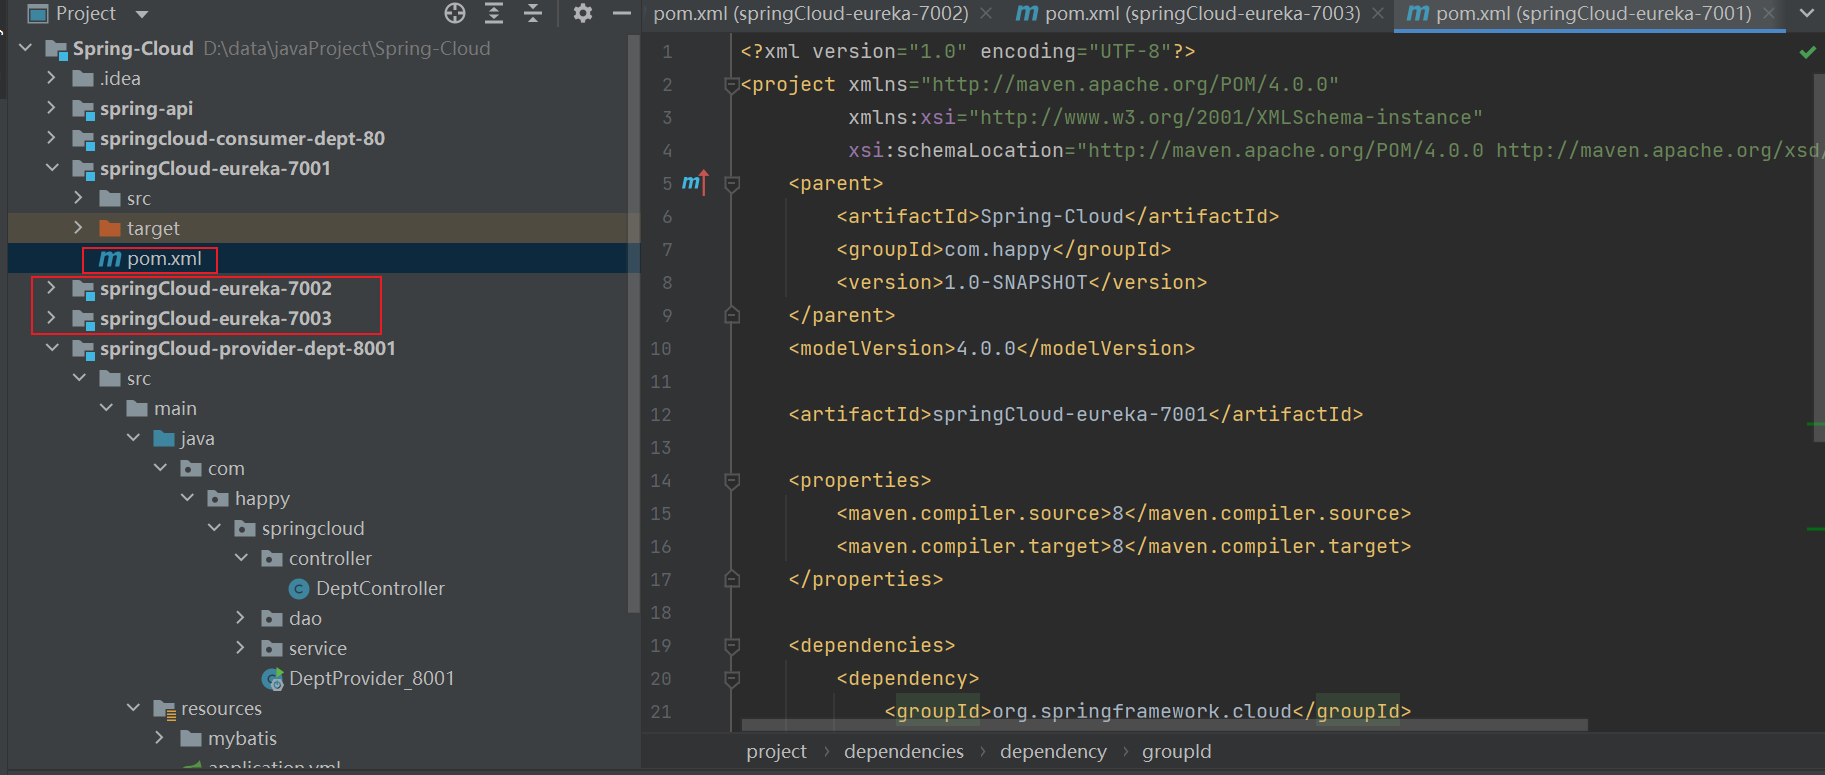 Project
Spring-Cloud D:\data\javaProject\Spring-Cloud
.idea
spring-api
springcloud-consumer-dept-80
springCloud-eureka-7001
src
target
pom.xml
springCloud-eureka-7002
springCloud-eureka-7003
springCloud-provider-dept-8001
src
main
java
com
happy
springcloud
controller
DeptController
dao
service
DeptProvider_8001
resources
mybatis
application.yml
pom.xml (springCloud-eureka-7002) pom.xml (springCloud-eureka-7003) pom.xml (springCloud-eureka-7001)
1 <?xml version="1.0" encoding="UTF-8"?>
2 <project xmlns="http://maven.apache.org/POM/4.0.0"
3 xmlns:xsi="http://www.w3.org/2001/XMLSchema-instance"
4 xsi:schemaLocation="http://maven.apache.org/POM/4.0.0 http://maven.apache.org/xsd/
5 <parent>
6 <artifactId>Spring-Cloud</artifactId>
7 <groupId>com.happy</groupId>
8 <version>1.0-SNAPSHOT</version>
9 </parent>
10 <modelVersion>4.0.0</modelVersion>
11
12 <artifactId>springCloud-eureka-7001</artifactId>
13
14 <properties>
15 <maven.compiler.source>8</maven.compiler.source>
16 <maven.compiler.target>8</maven.compiler.target>
17 </properties>
18
19 <dependencies>
20 <dependency>
21 <groupId>org.springframework.cloud</groupId>
project › dependencies › dependency › groupId